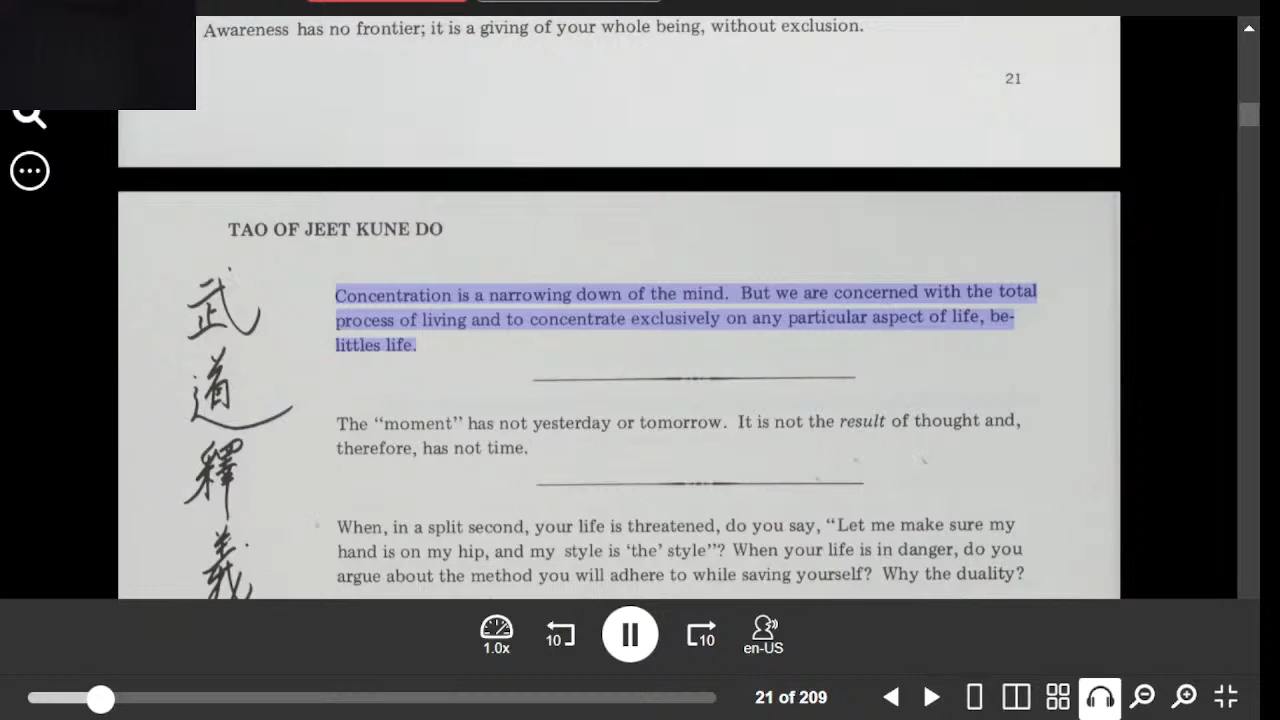 Awareness has no frontier; it is a giving of your whole being, without exclusion.
21
TAO OF JEET KUNE DO
武
道
釋
義
Concentration is a narrowing down of the mind. But we are concerned with the total
process of living and to concentrate exclusively on any particular aspect of life, be-
littles life.
The “moment” has not yesterday or tomorrow. It is not the result of thought and,
therefore, has not time.
When, in a split second, your life is threatened, do you say, “Let me make sure my
hand is on my hip, and my style is ‘the’ style”? When your life is in danger, do you
argue about the method you will adhere to while saving yourself? Why the duality?
1.0x
10
10
en-US
21 of 209